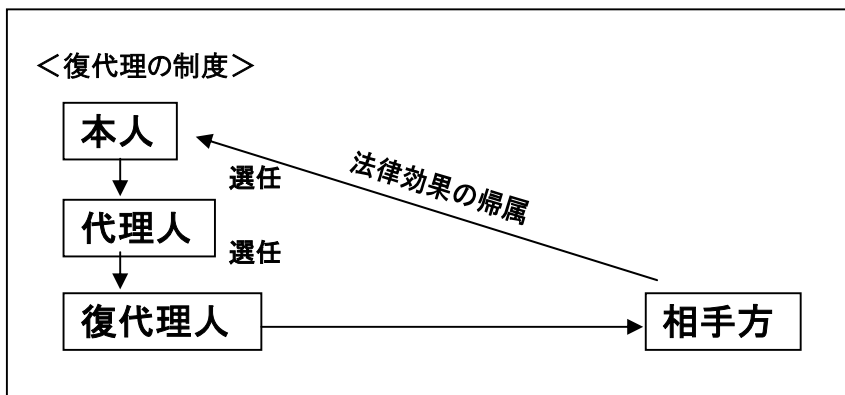 <復代理の制度>
本人
選任
法律効果の帰属
代理人
選任
復代理人
相手方